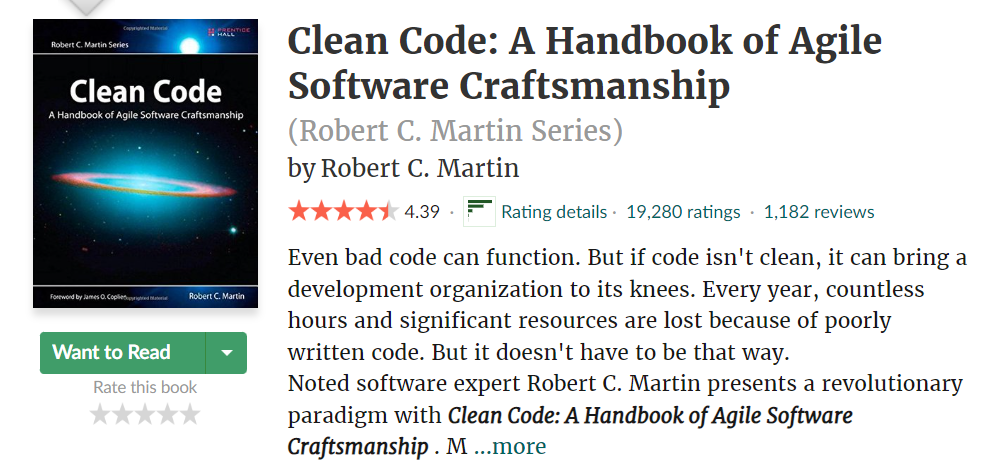 Copyrighted Material
PRENTICE
HALL
Robert C. Martin Series
Clean Code
A Handbook of Agile Software Craftsmanship
Foreword by James O. Coplien
Copyrighted Material
Robert C. Martin
Want to Read
Rate this book
Clean Code: A Handbook of Agile
Software Craftsmanship
(Robert C. Martin Series)
by Robert C. Martin
4.39 · Rating details · 19,280 ratings · 1,182 reviews
Even bad code can function. But if code isn't clean, it can bring a
development organization to its knees. Every year, countless
hours and significant resources are lost because of poorly
written code. But it doesn't have to be that way.
Noted software expert Robert C. Martin presents a revolutionary
paradigm with Clean Code: A Handbook of Agile Software
Craftsmanship . M ...more